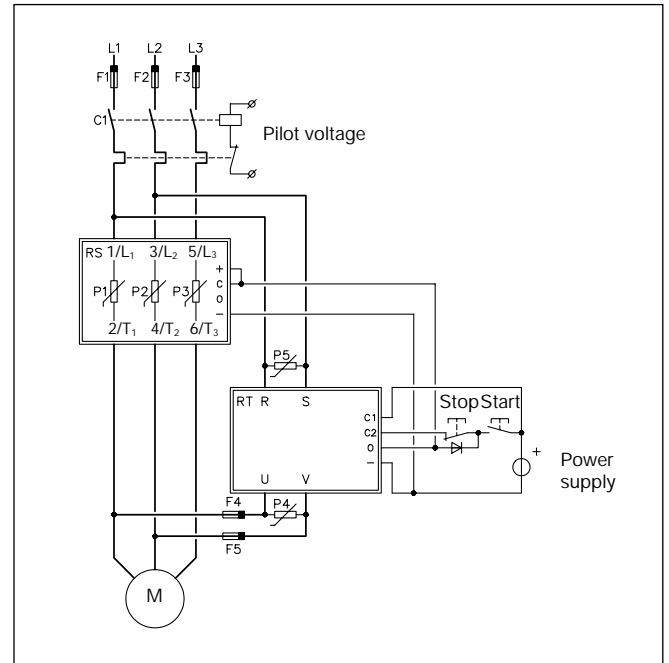 L1 L2 L3
F1 F2 F3
C1
Pilot voltage
RS 1/L₁ 3/L₂ 5/L₃
+
C
O
−
P1 P2 P3
2/T₁ 4/T₂ 6/T₃
P5
RT R S
C1
C2
O
−
Stop Start
+
Power
supply
U V
F4 P4
F5
M